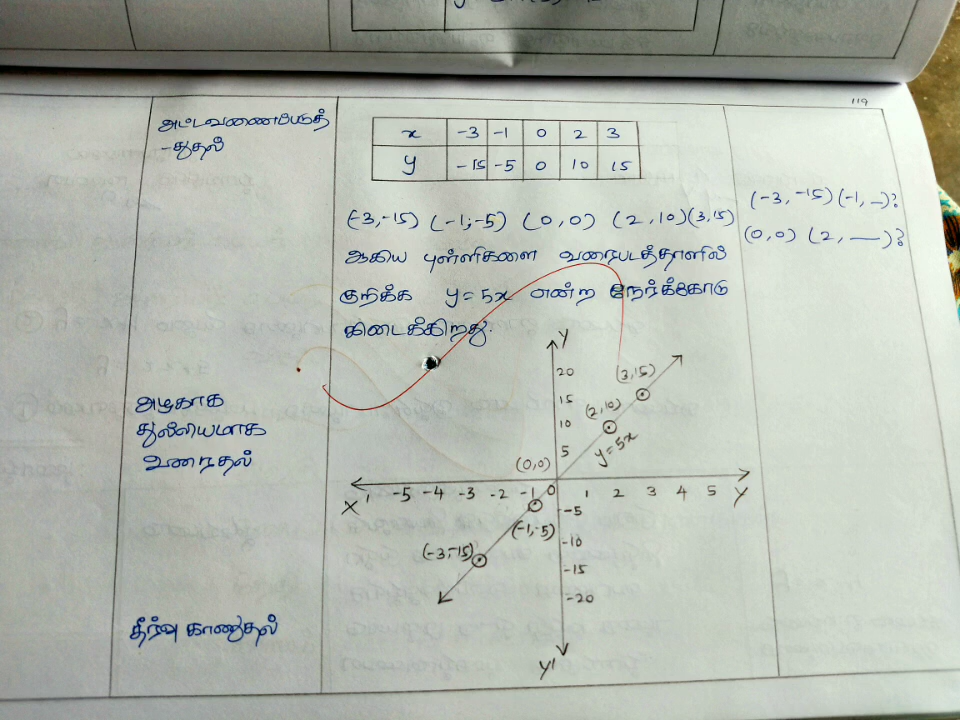 119
அட்டவணைப்படுத்
-துதல்
x -3 -1 0 2 3
y -15 -5 0 10 15
(-3,-15) (-1,-5) (0,0) (2,10) (3,15)
ஆகிய புள்ளிகளை வரைபடத்தாளில்
குறிக்க y=5x என்ற நேர்க்கோடு
கிடைக்கிறது.
(-3,-15) (-1,-)?
(0,0) (2,—)?
அழகாக
துல்லியமாக
வரைதல்
Y
20
15
10
5
(3,15)
(2,10)
y=5x
(0,0)
X' -5 -4 -3 -2 -1 0 1 2 3 4 5 Y
-5
-10
-15
-20
(-1,-5)
(-3,-15)
Y'
தீர்வு காணுதல்